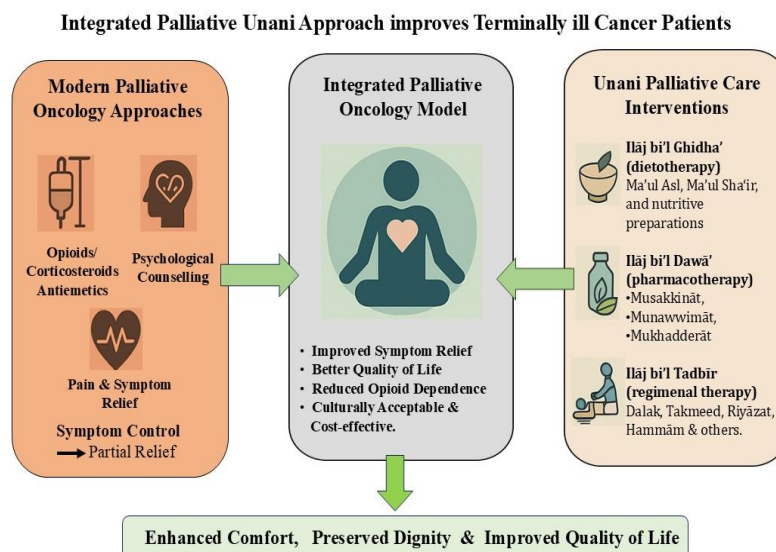 Integrated Palliative Unani Approach improves Terminally ill Cancer Patients
Modern Palliative
Oncology Approaches
Opioids/
Corticosteroids
Antiemetics
Psychological
Counselling
Pain & Symptom
Relief
Symptom Control
→ Partial Relief
Integrated Palliative
Oncology Model
• Improved Symptom Relief
• Better Quality of Life
• Reduced Opioid Dependence
• Culturally Acceptable &
Cost-effective.
Unani Palliative Care
Interventions
Ilāj bi’l Ghidha’
(dietotherapy)
Ma’ul Asl, Ma’ul Sha‘ir,
and nutritive
preparations
Ilāj bi’l Dawā’
(pharmacotherapy)
•Musakkināt,
•Munawwimāt,
•Mukhadderāt
Ilāj bi’l Tadbīr
(regimenal therapy)
Dalak, Takmeed, Riyāzat,
Hammām & others.
Enhanced Comfort, Preserved Dignity & Improved Quality of Life